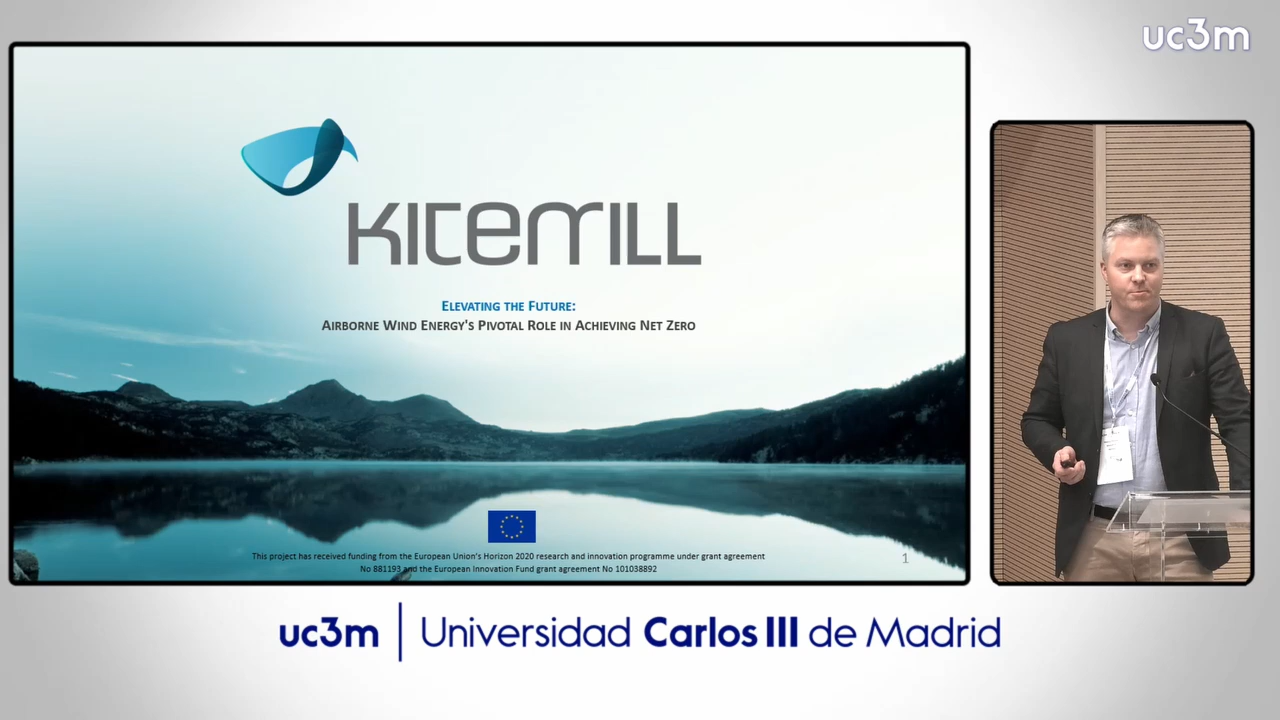 uc3m
KITEMILL
ELEVATING THE FUTURE:
AIRBORNE WIND ENERGY'S PIVOTAL ROLE IN ACHIEVING NET ZERO
This project has received funding from the European Union's Horizon 2020 research and innovation programme under grant agreement
No 881193 and the European Innovation Fund grant agreement No 101038892
1
uc3m | Universidad Carlos III de Madrid